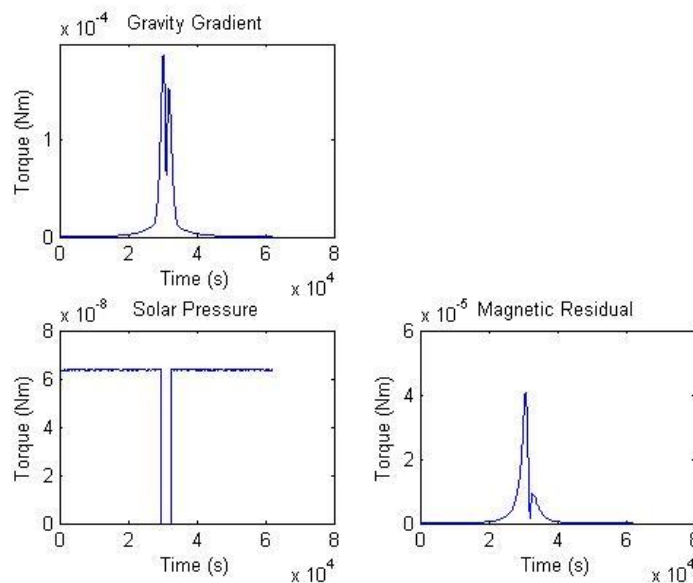 x 10-4 Gravity Gradient
Torque (Nm)
1
0
0 2 4 6 8
Time (s) x 10^4
x 10^-8 Solar Pressure
Torque (Nm)
8
6
4
2
0
0 2 4 6 8
Time (s) x 10^4
x 10^-5 Magnetic Residual
Torque (Nm)
6
4
2
0
0 2 4 6 8
Time (s) x 10^4